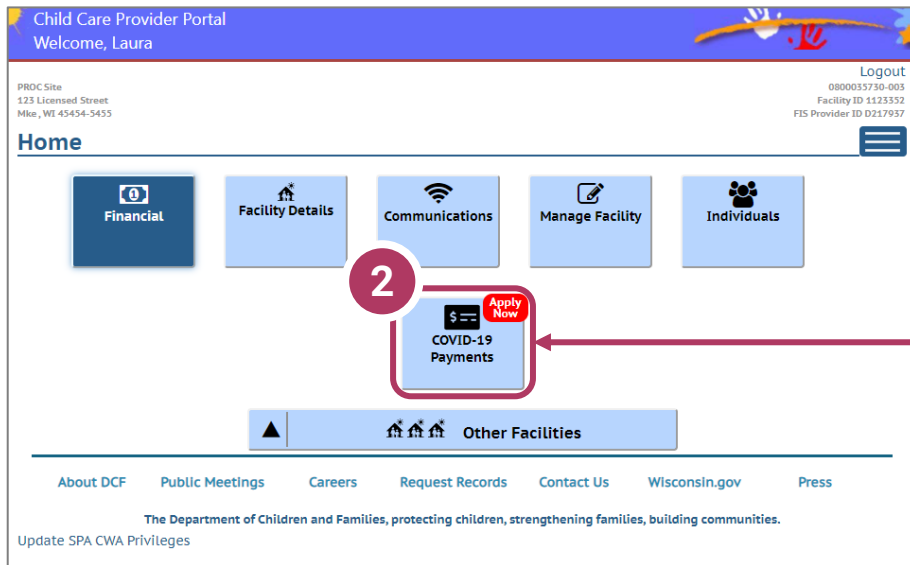 Child Care Provider Portal
Welcome, Laura
Logout
PROC Site
123 Licensed Street
Mke , WI 45454-5455
0800035730-003
Facility ID 1123352
FIS Provider ID D217937
Home
Financial
Facility Details
Communications
Manage Facility
Individuals
2
Apply
Now
COVID-19
Payments
Other Facilities
About DCF Public Meetings Careers Request Records Contact Us Wisconsin.gov Press
The Department of Children and Families, protecting children, strengthening families, building communities.
Update SPA CWA Privileges